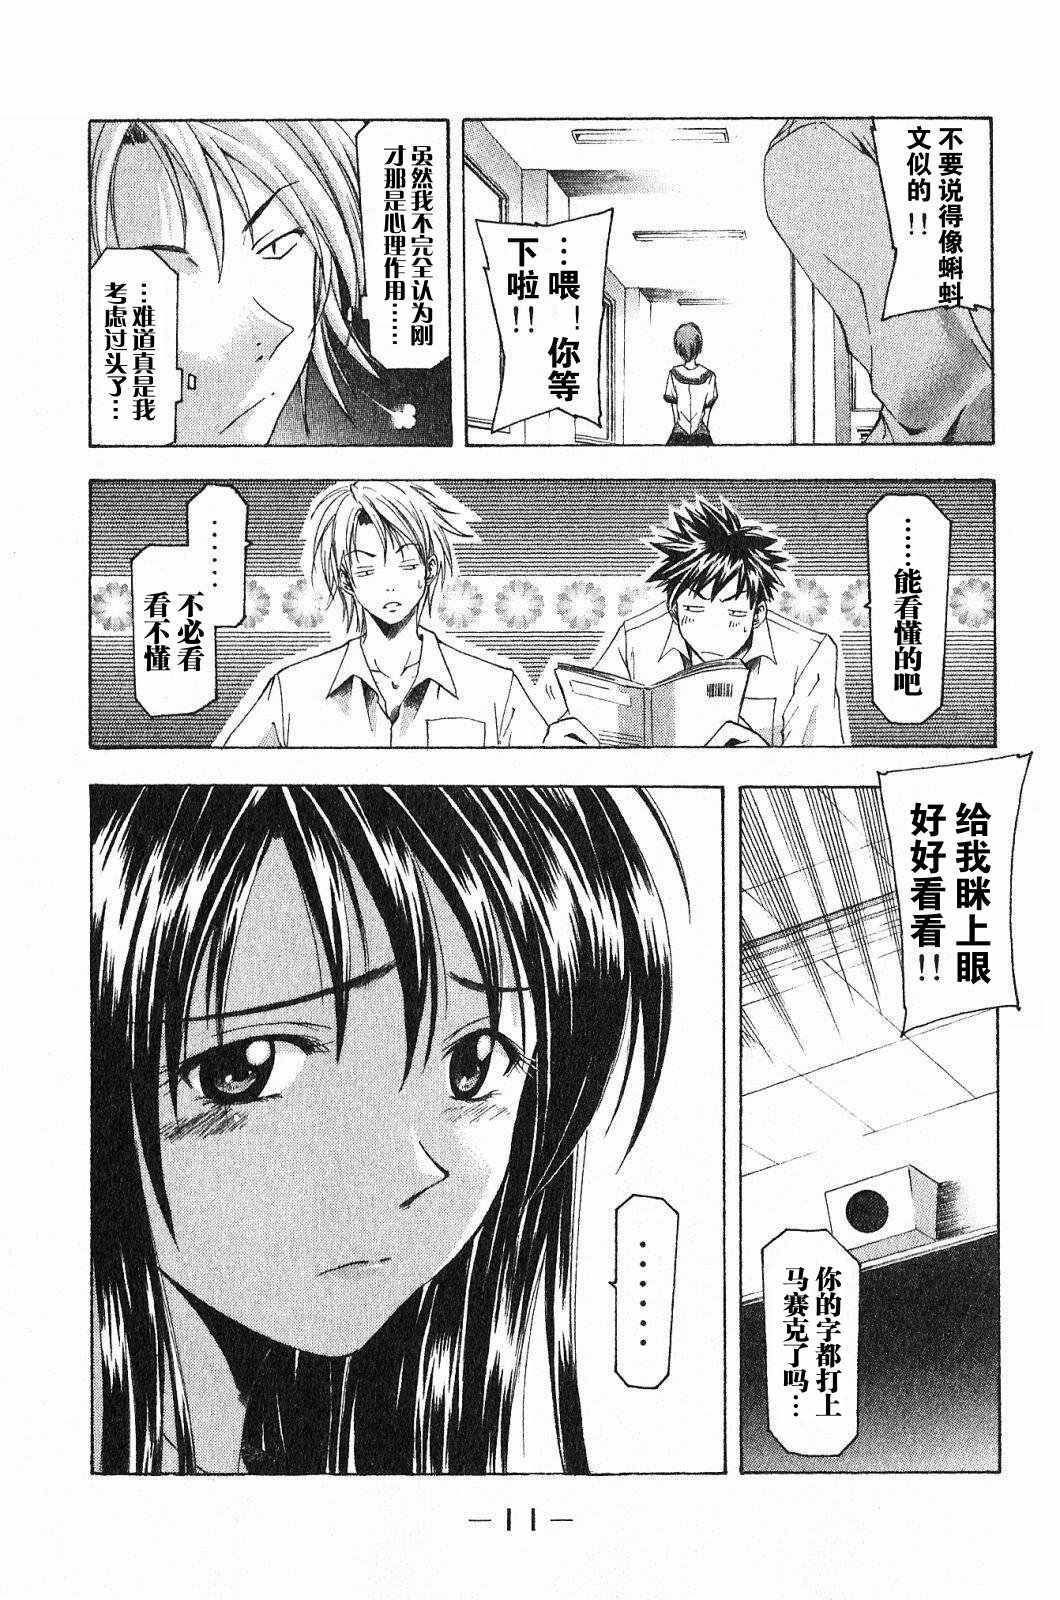 不要说得像蝌蚪
文似的！！
…喂！你等
下啦！！
虽然我不完全认为刚
才那是心理作用……
…难道真是我
考虑过头了…
……能看懂的吧
……
不必看
看不懂
给我眯上眼
好好看看！！
你的字都打上
马赛克了吗…
……
—11—